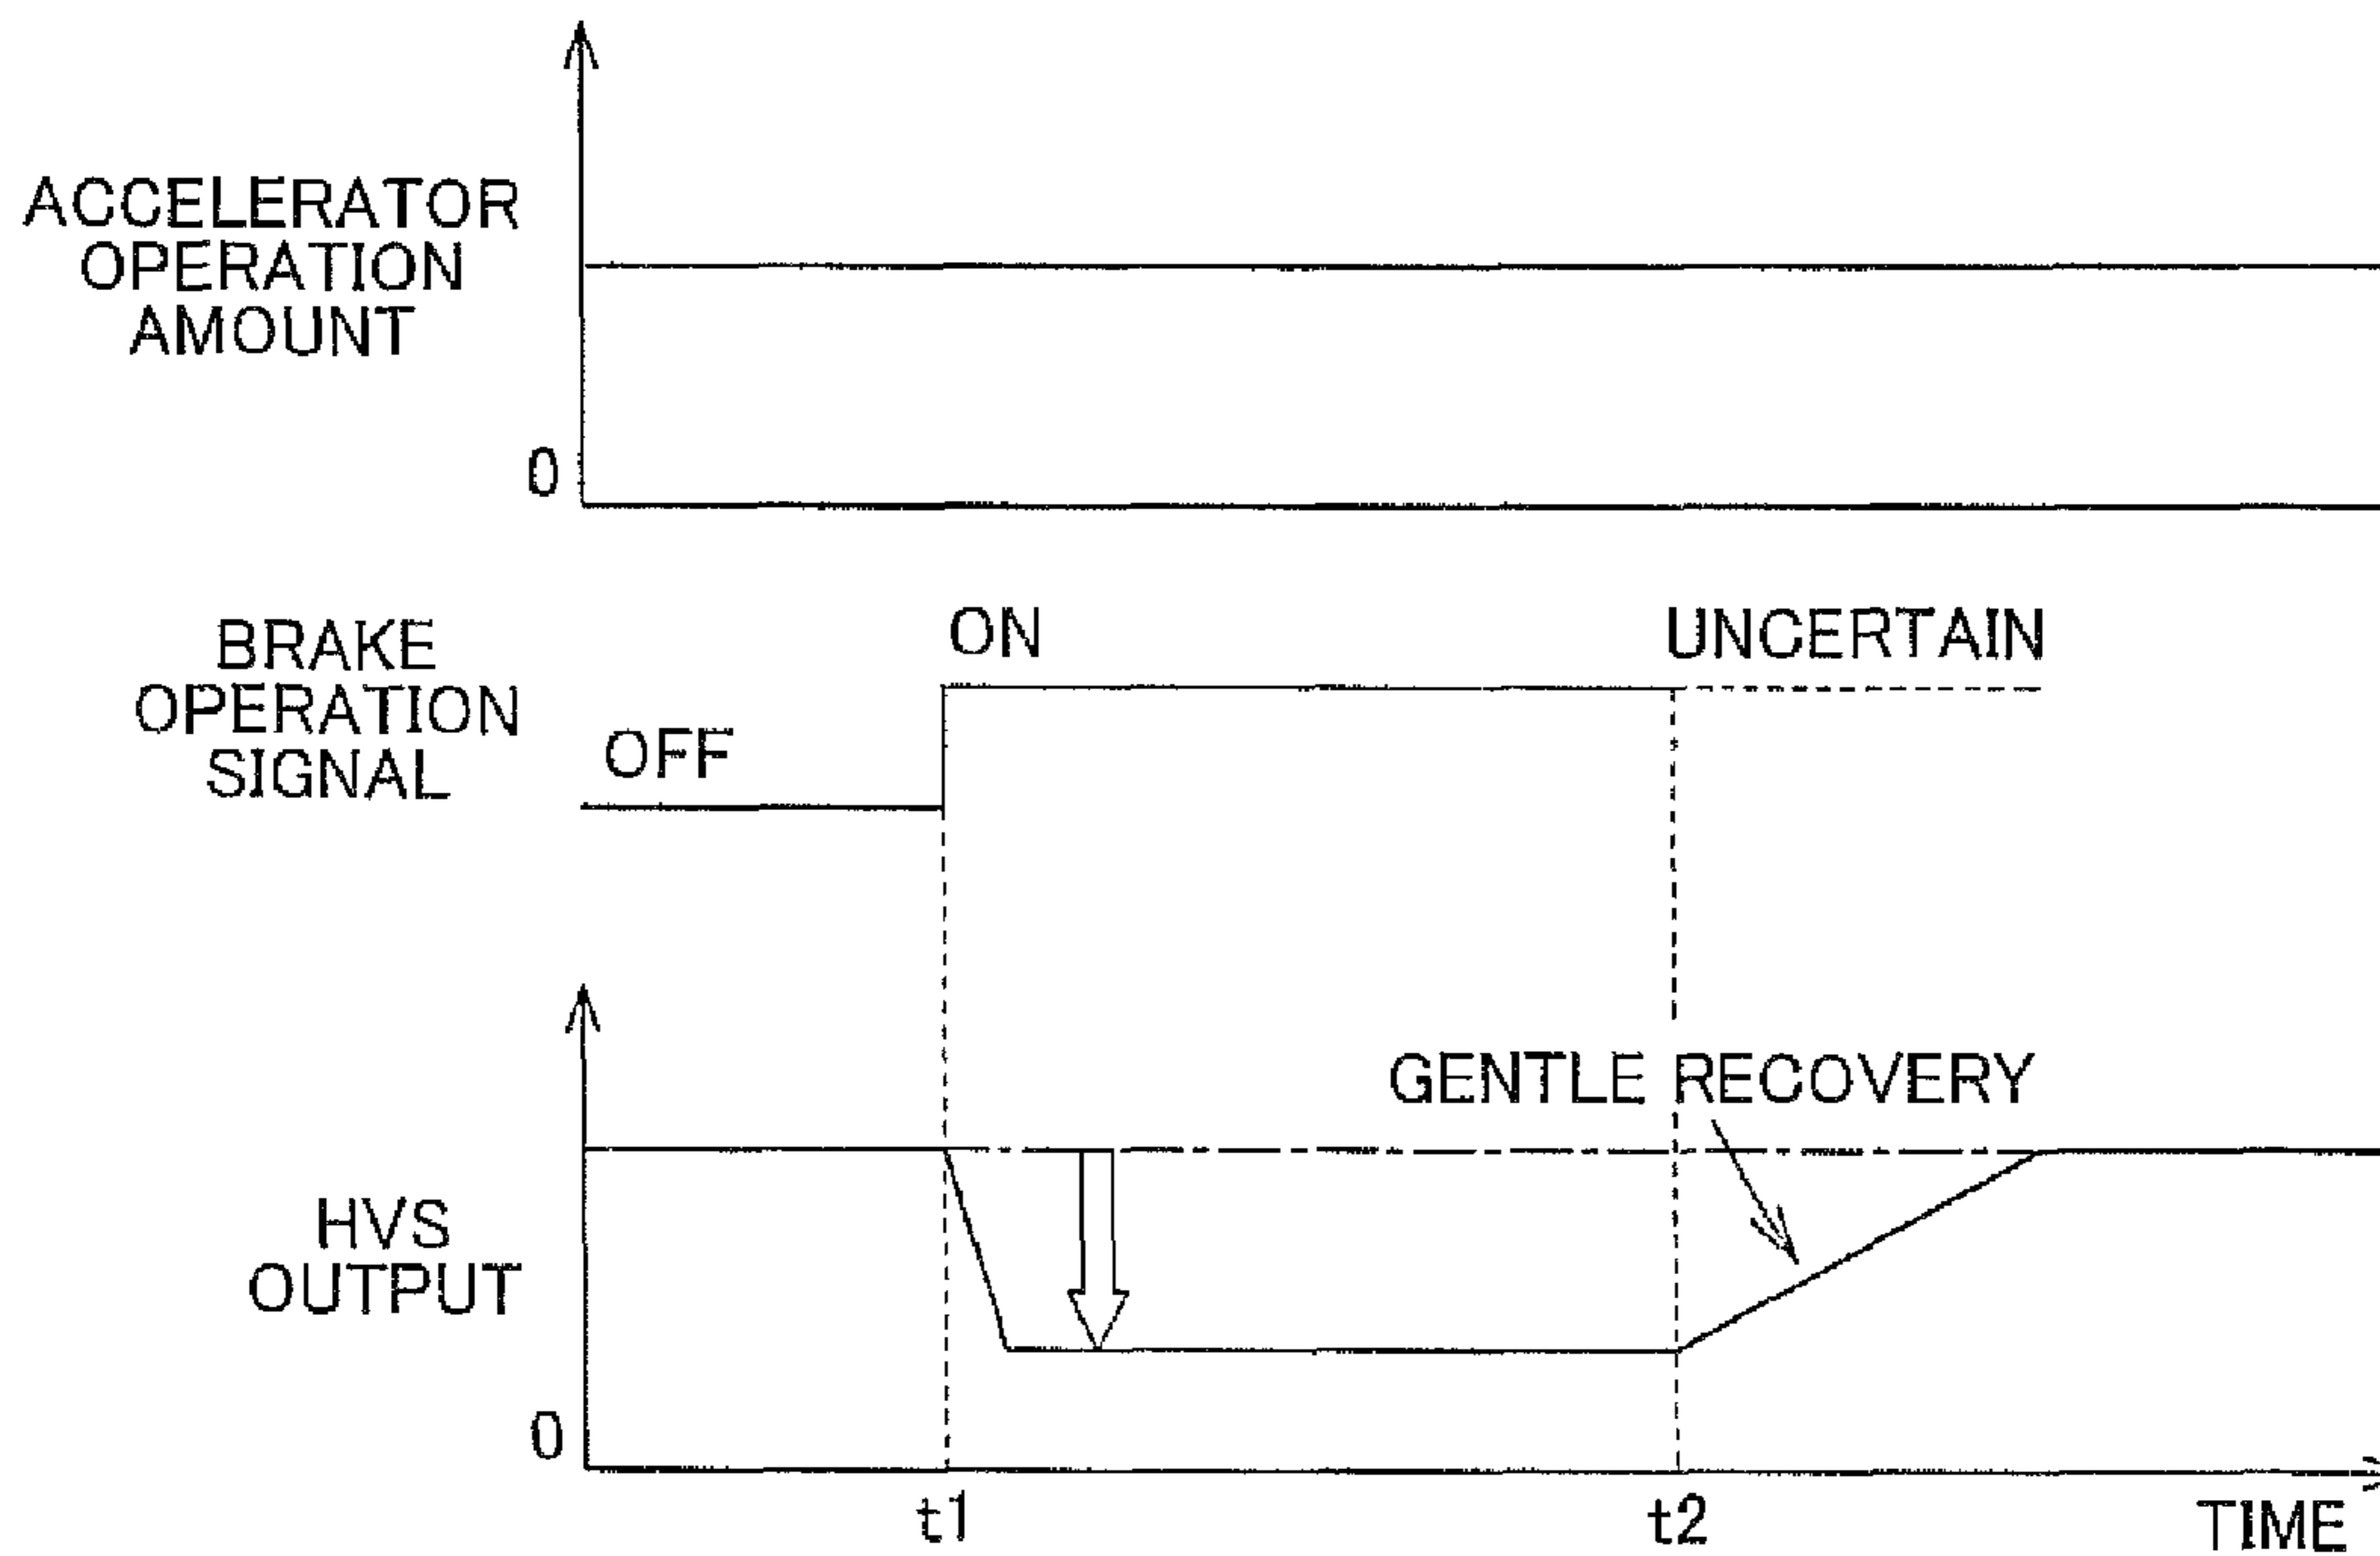 ACCELERATOR
OPERATION
AMOUNT
0
BRAKE
OPERATION
SIGNAL
OFF
ON
UNCERTAIN
GENTLE RECOVERY
HVS
OUTPUT
0
t1
t2
TIME